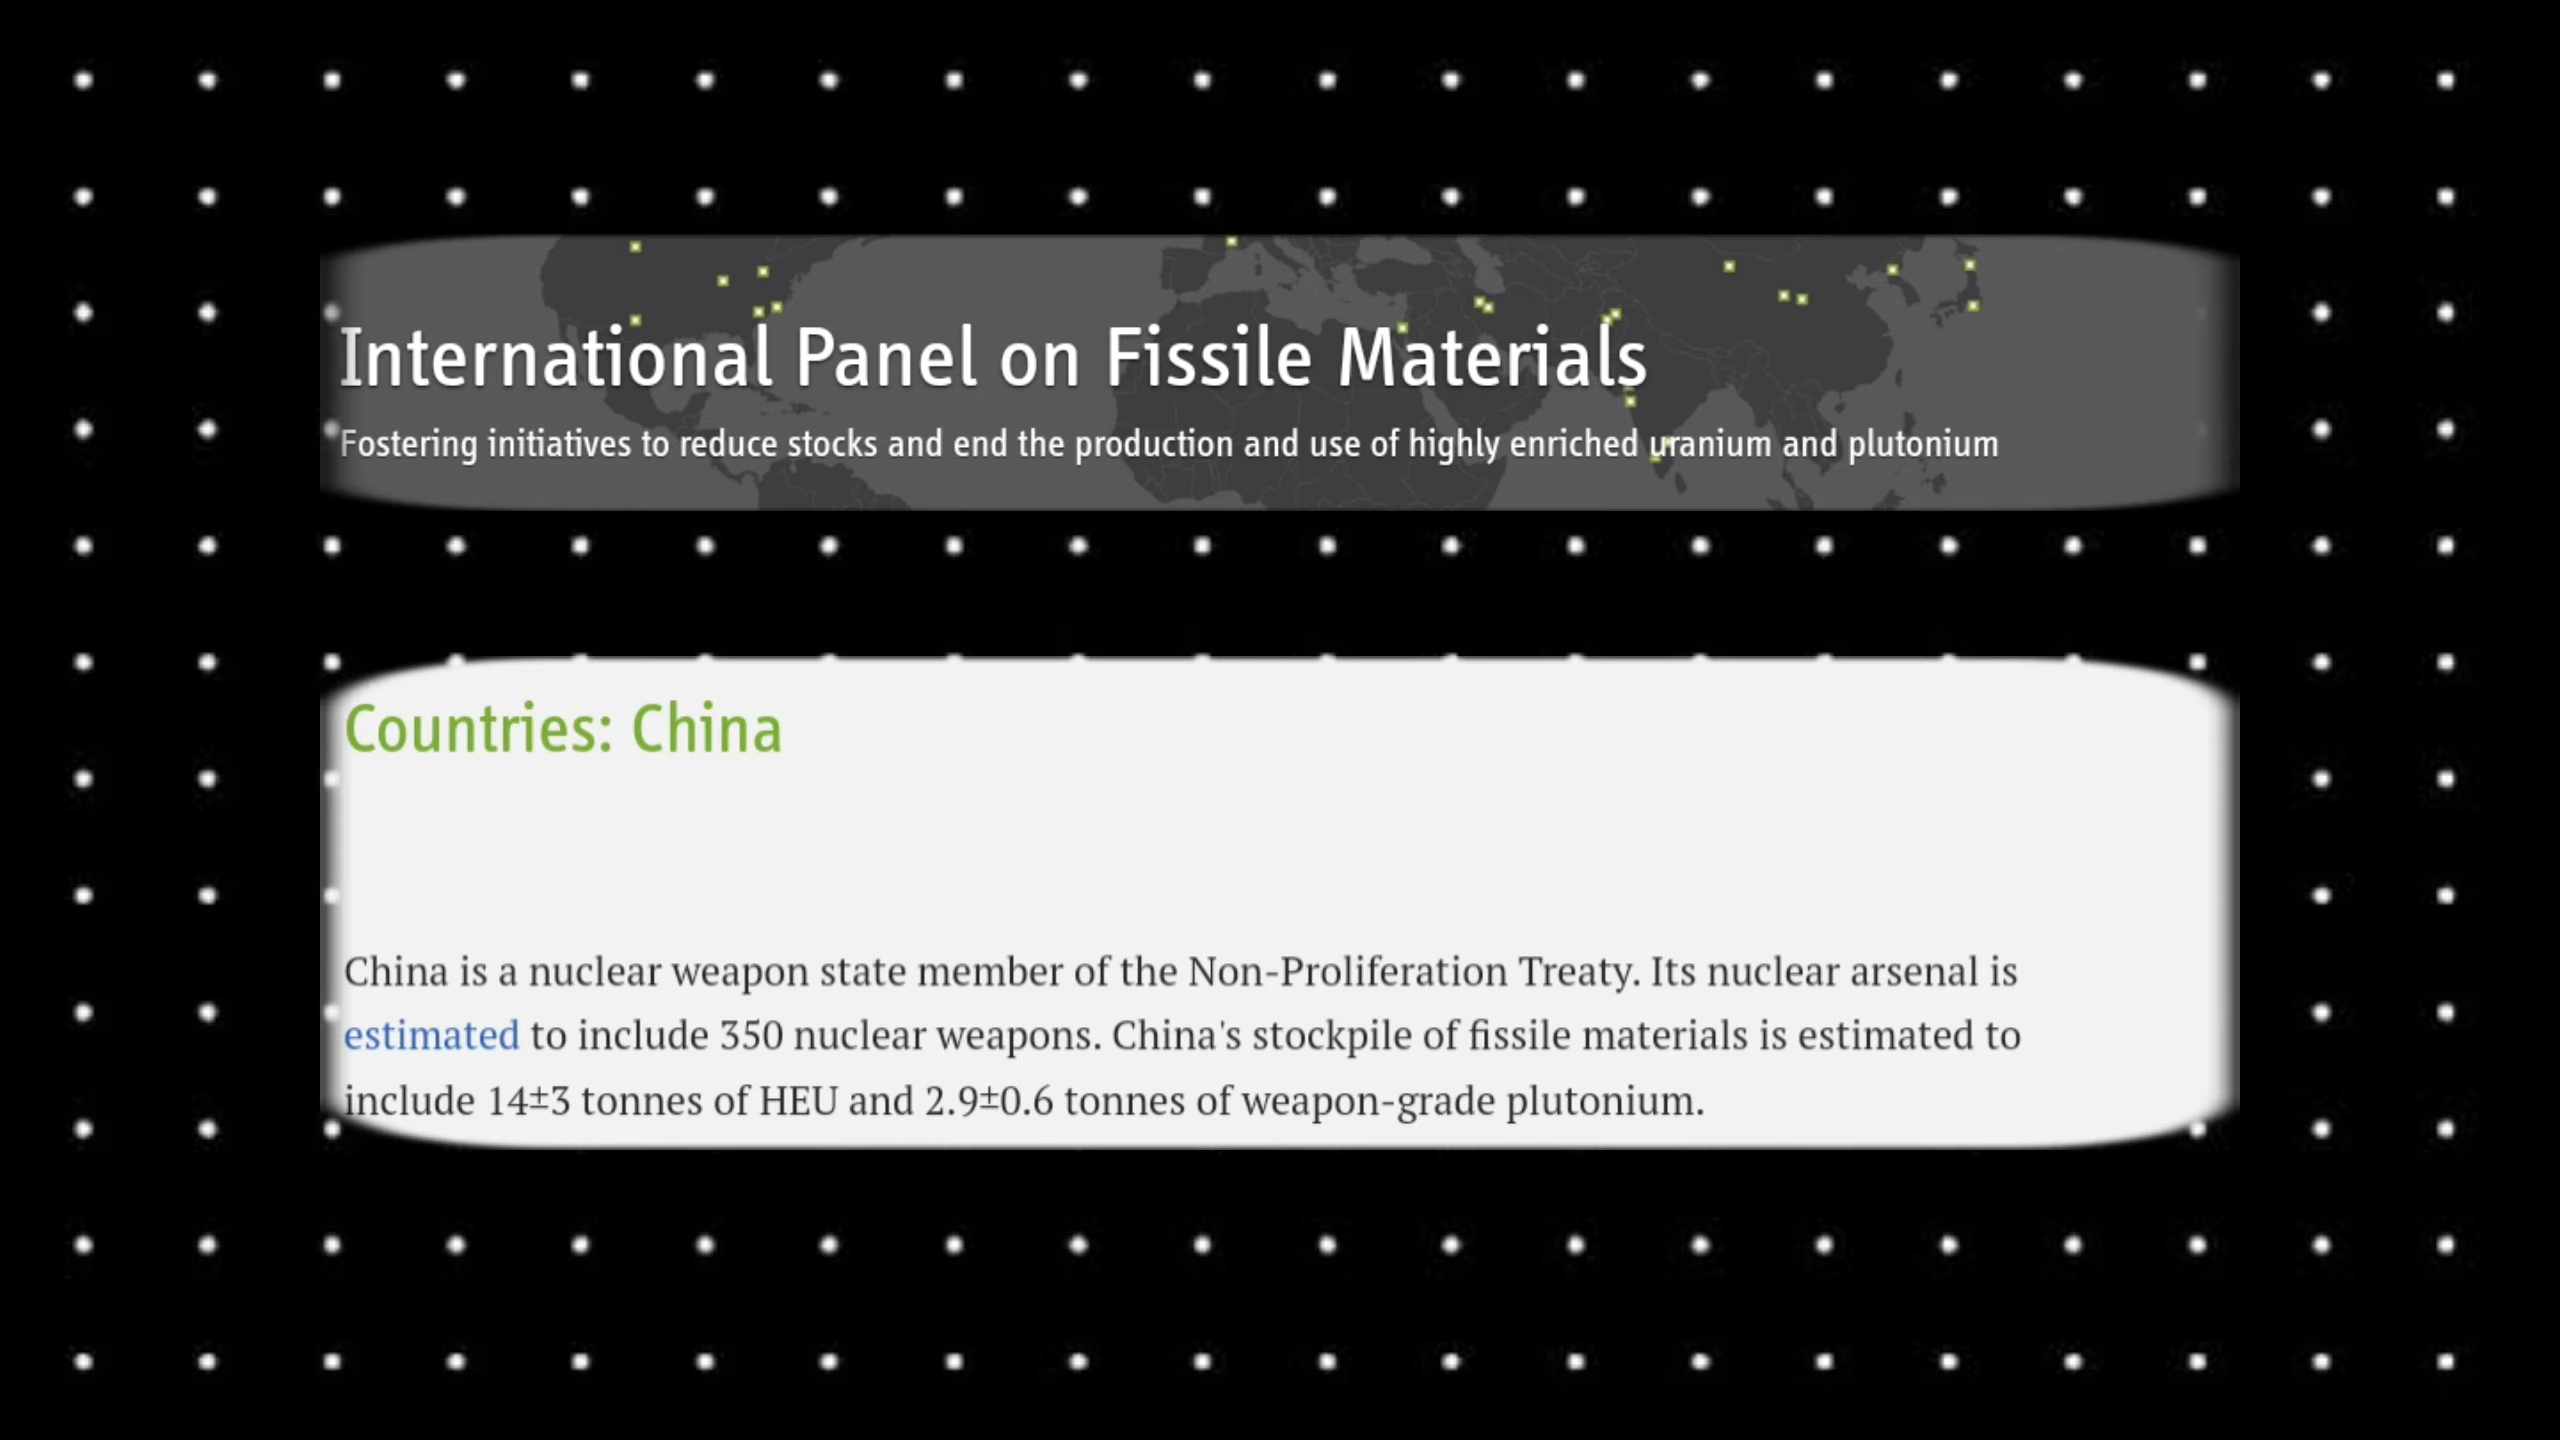 International Panel on Fissile Materials
Fostering initiatives to reduce stocks and end the production and use of highly enriched uranium and plutonium
Countries: China
China is a nuclear weapon state member of the Non-Proliferation Treaty. Its nuclear arsenal is
estimated to include 350 nuclear weapons. China's stockpile of fissile materials is estimated to
include 14±3 tonnes of HEU and 2.9±0.6 tonnes of weapon-grade plutonium.